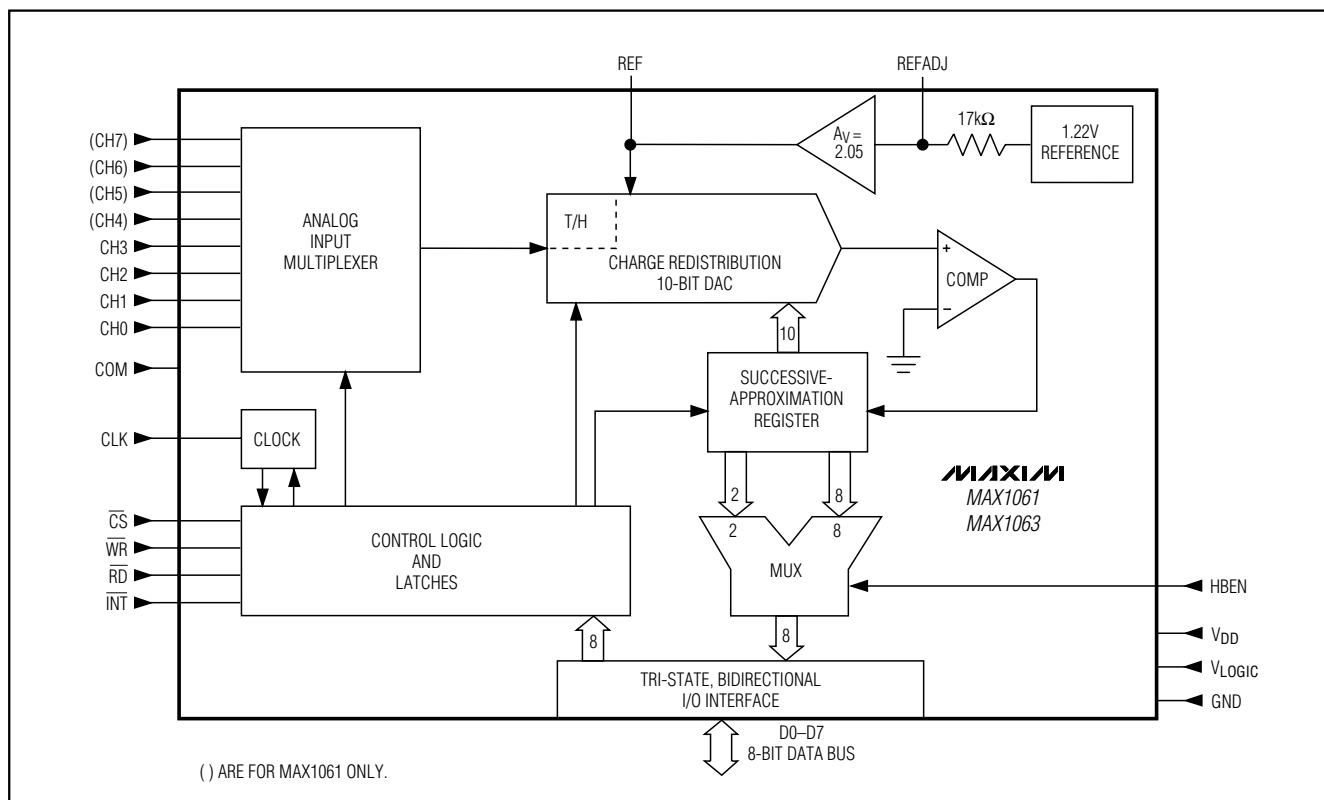 REF
REFADJ
(CH7)
(CH6)
(CH5)
(CH4)
CH3
CH2
CH1
CH0
COM
CLK
CS
WR
RD
INT
ANALOG
INPUT
MULTIPLEXER
CLOCK
CONTROL LOGIC
AND
LATCHES
AV =
2.05
17kΩ
1.22V
REFERENCE
T/H
CHARGE REDISTRIBUTION
10-BIT DAC
+
COMP
−
10
SUCCESSIVE-
APPROXIMATION
REGISTER
2
8
2
8
MUX
MAXIM
MAX1061
MAX1063
8
8
TRI-STATE, BIDIRECTIONAL
I/O INTERFACE
HBEN
VDD
VLOGIC
GND
D0–D7
8-BIT DATA BUS
( ) ARE FOR MAX1061 ONLY.